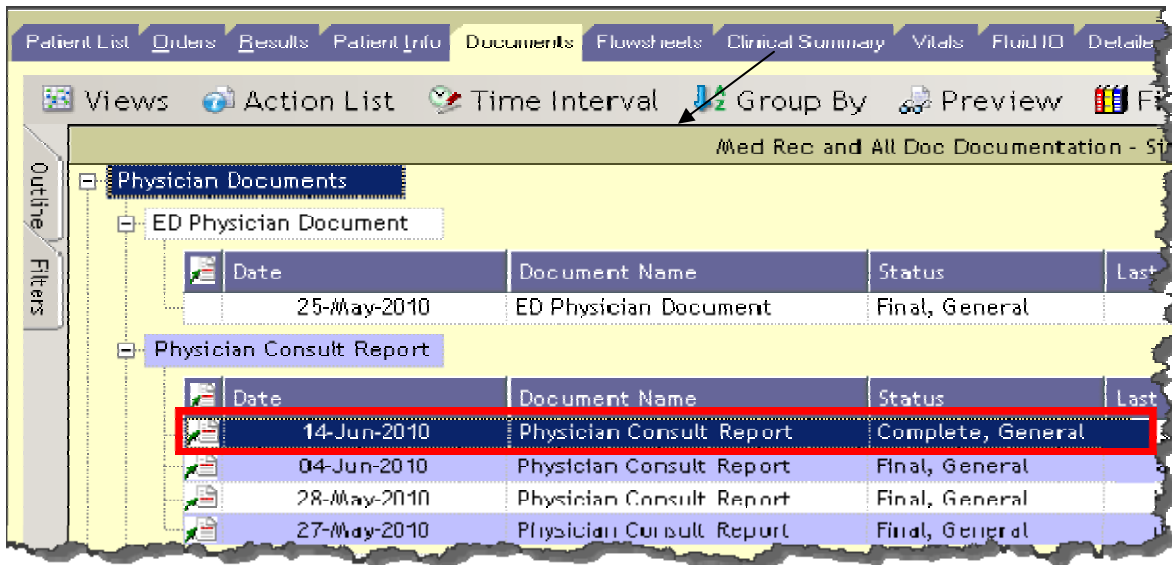 Patient List Orders Results Patient Info Documents Flowsheets Clinical Summary Vitals Fluid IO Detaile
Views Action List Time Interval Group By Preview
Med Rec and All Doc Documentation -
Outline
Filters
Physician Documents
ED Physician Document
Date Document Name Status Last
25-May-2010 ED Physician Document Final, General
Physician Consult Report
Date Document Name Status Last
14-Jun-2010 Physician Consult Report Complete, General
04-Jun-2010 Physician Consult Report Final, General
28-May-2010 Physician Consult Report Final, General
27-May-2010 Physician Consult Report Final, General